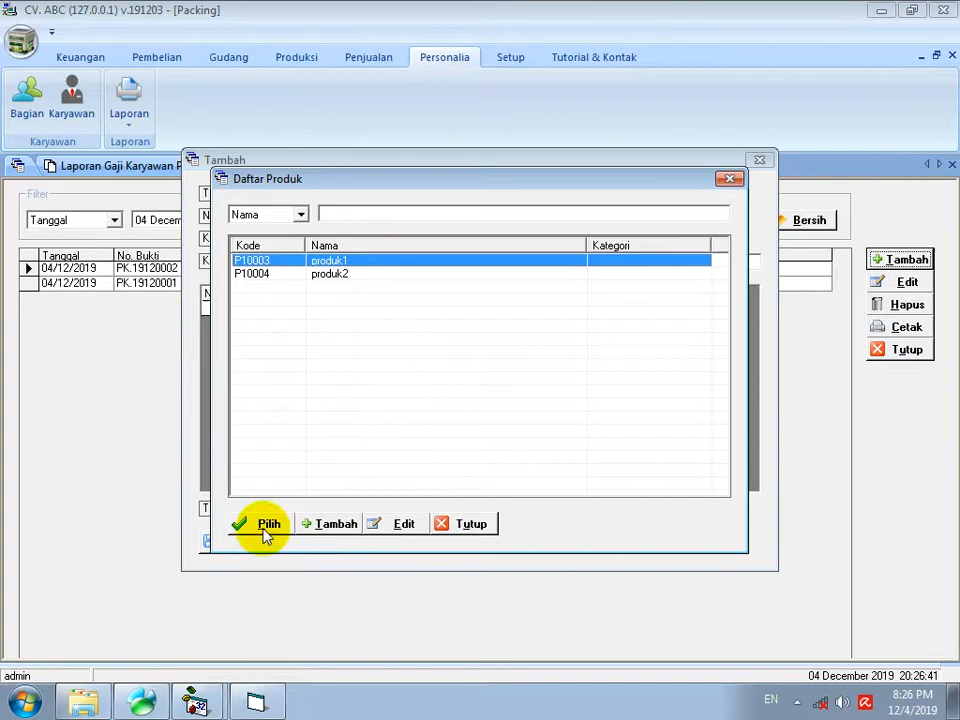 CV. ABC (127.0.0.1) v.191203 - [Packing]
Keuangan Pembelian Gudang Produksi Penjualan Personalia Setup Tutorial & Kontak
Bagian Karyawan Laporan
Karyawan Laporan
Laporan Gaji Karyawan
Tambah
Daftar Produk
Filter
Tanggal 04 Decem
Nama
Bersih
Tanggal No. Bukti
04/12/2019 PK.19120002
04/12/2019 PK.19120001
Kode Nama Kategori
P10003 produk1
P10004 produk2
Tambah
Edit
Hapus
Cetak
Tutup
Pilih Tambah Edit Tutup
admin 04 December 2019 20:26:41
EN 8:26 PM
12/4/2019